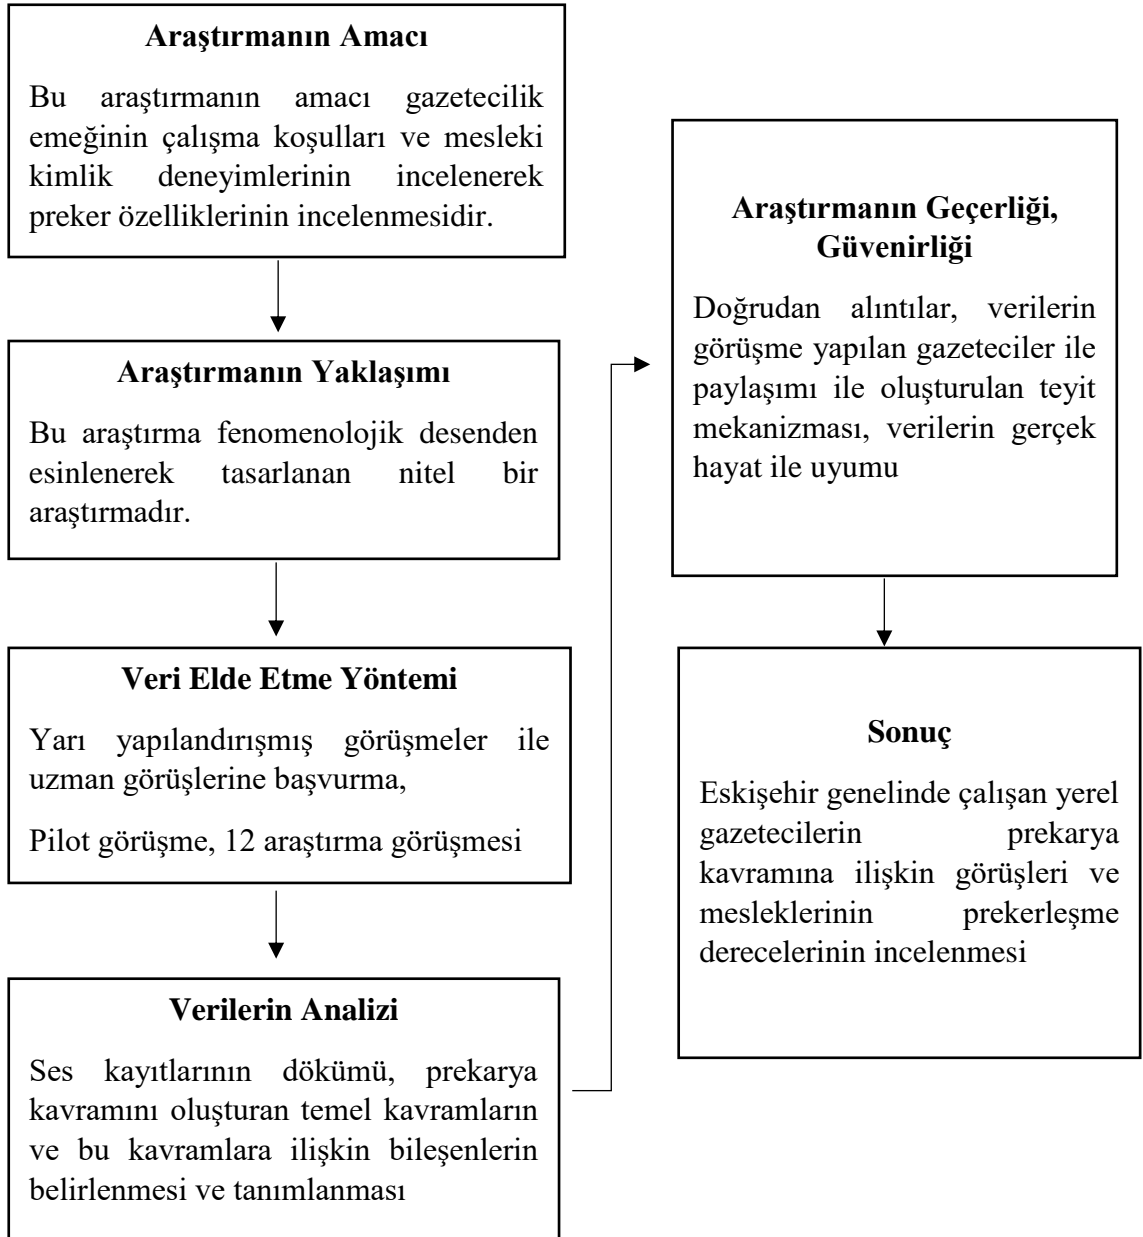 Araştırmanın Amacı
Bu araştırmanın amacı gazetecilik
emeğinin çalışma koşulları ve mesleki
kimlik deneyimlerinin incelenerek
preker özelliklerinin incelenmesidir.
Araştırmanın Yaklaşımı
Bu araştırma fenomenolojik desenden
esinlenerek tasarlanan nitel bir
araştırmadır.
Veri Elde Etme Yöntemi
Yarı yapılandırışmış görüşmeler ile
uzman görüşlerine başvurma,
Pilot görüşme, 12 araştırma görüşmesi
Verilerin Analizi
Ses kayıtlarının dökümü, prekarya
kavramını oluşturan temel kavramların
ve bu kavramlara ilişkin bileşenlerin
belirlenmesi ve tanımlanması
Araştırmanın Geçerliği,
Güvenirliği
Doğrudan alıntılar, verilerin
görüşme yapılan gazeteciler ile
paylaşımı ile oluşturulan teyit
mekanizması, verilerin gerçek
hayat ile uyumu
Sonuç
Eskişehir genelinde çalışan yerel
gazetecilerin prekarya
kavramına ilişkin görüşleri ve
mesleklerinin prekerleşme
derecelerinin incelenmesi